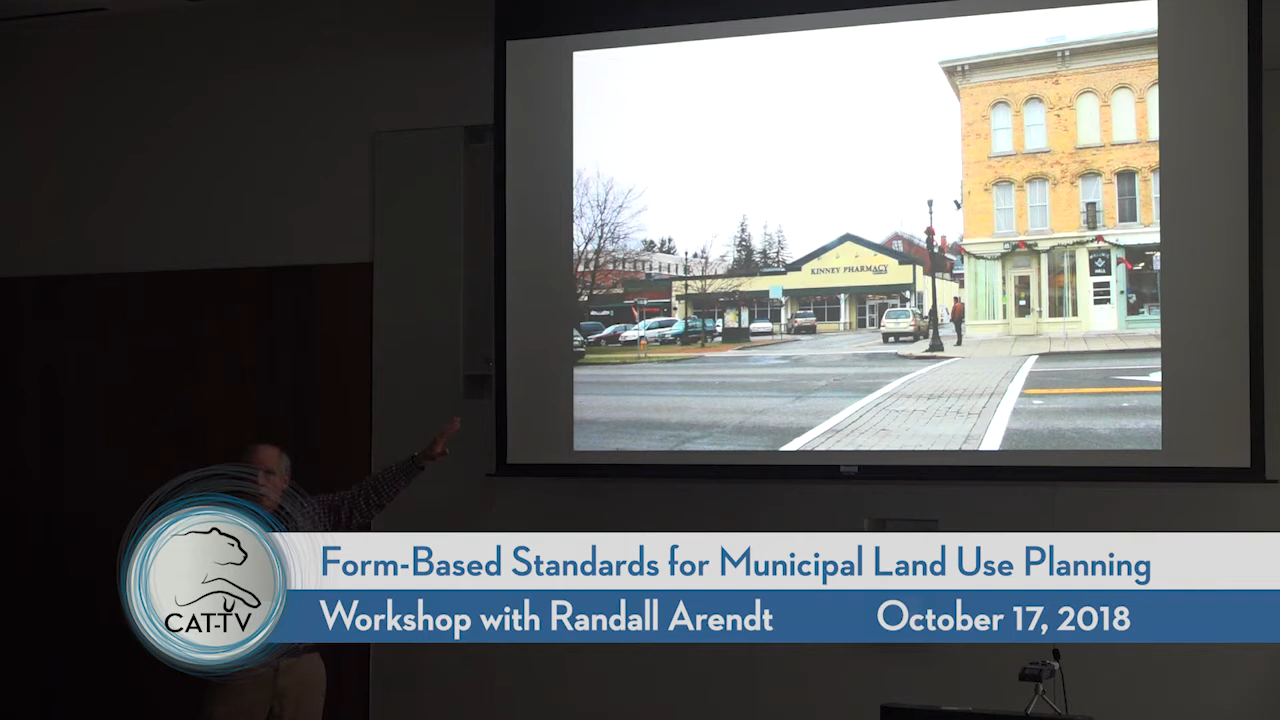 KINNEY PHARMACY
HALL
Form-Based Standards for Municipal Land Use Planning
Workshop with Randall Arendt October 17, 2018
CAT-TV